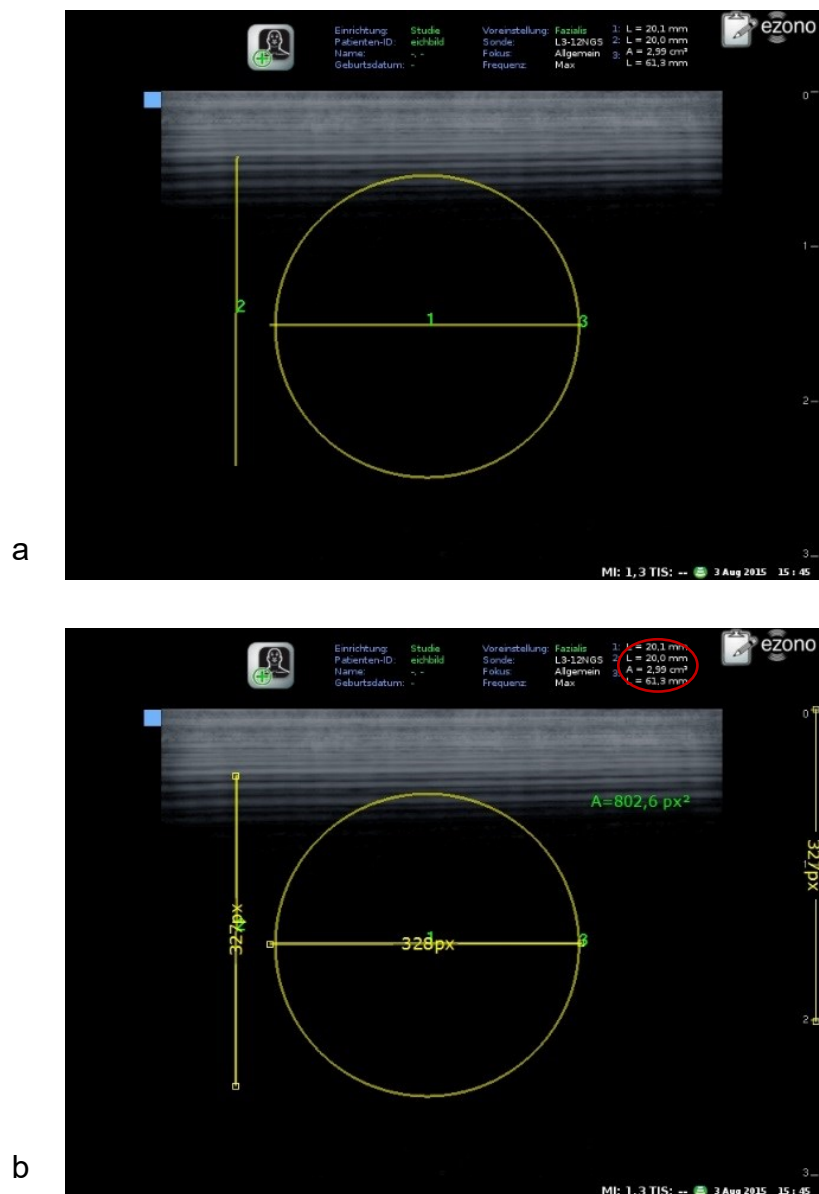 Einrichtung: Studie Voreinstellung: Fazialis 1: L = 20,1 mm
Patienten-ID: eichbild Sonde: L3-12NGS 2: L = 20,0 mm
Name: -, - Fokus: Allgemein 3: A = 2,99 cm²
Geburtsdatum: - Frequenz: Max L = 61,3 mm
ezono
0
2
1
3
1
2
3
MI: 1,3 TIS: -- 3 Aug 2015 15:45
a
Einrichtung: Studie Voreinstellung: Fazialis 1: L = 20,1 mm
Patienten-ID: eichbild Sonde: L3-12NGS 2: L = 20,0 mm
Name: -, - Fokus: Allgemein 3: A = 2,99 cm²
Geburtsdatum: - Frequenz: Max L = 61,3 mm
ezono
0
A=802,6 px²
327px
1
327px
328px
1
3
2
3
MI: 1,3 TIS: -- 3 Aug 2015 15:45
b